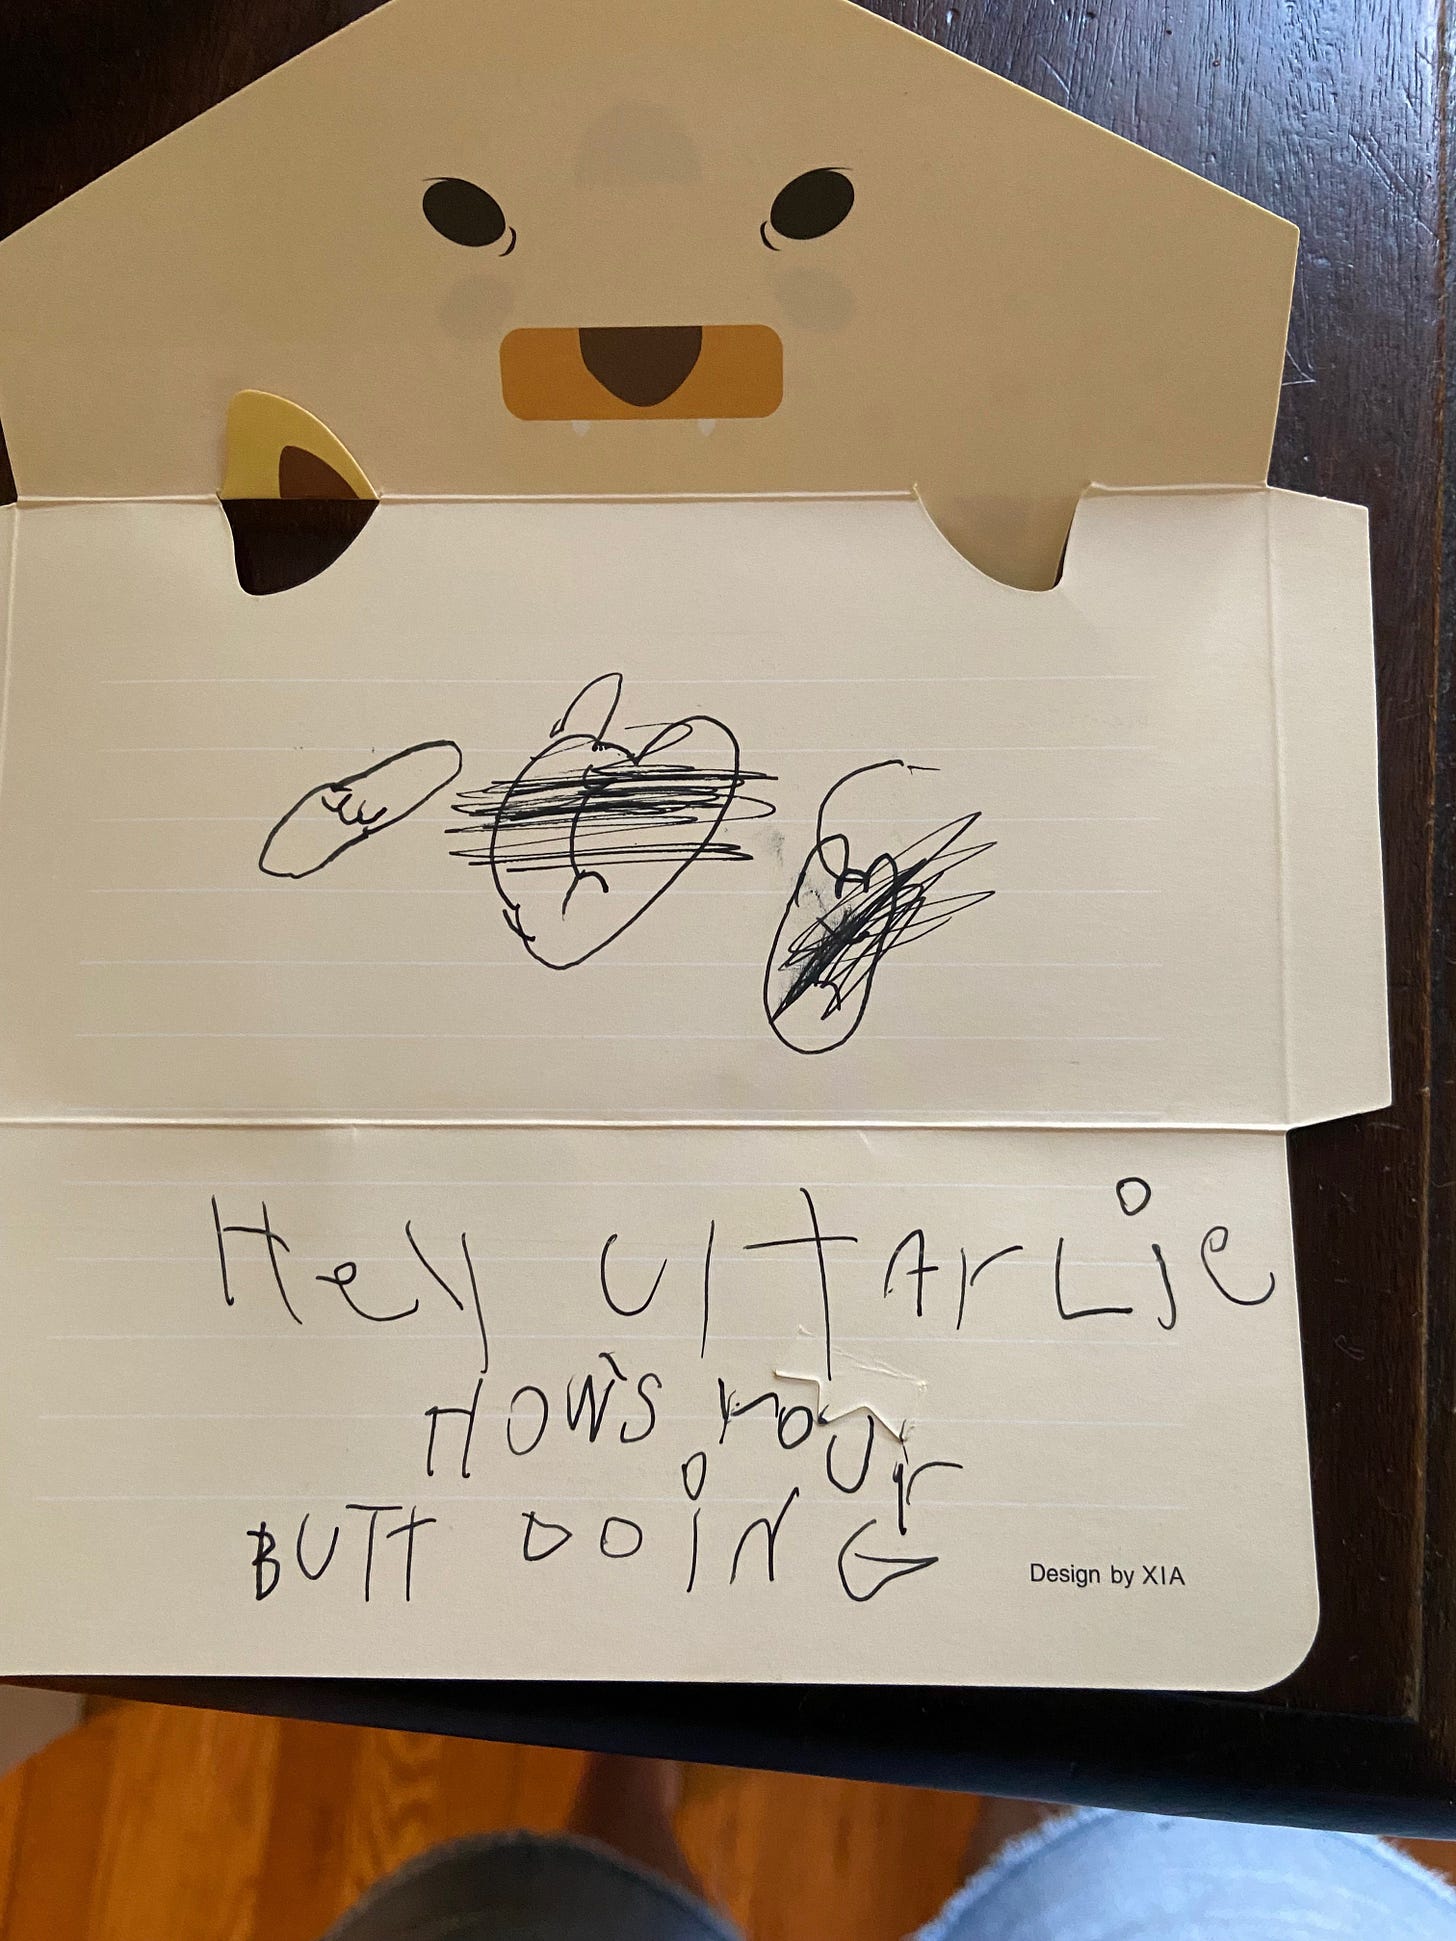 Hey CHArLie
HOW'S your
BUTT DOiNG
Design by XIA